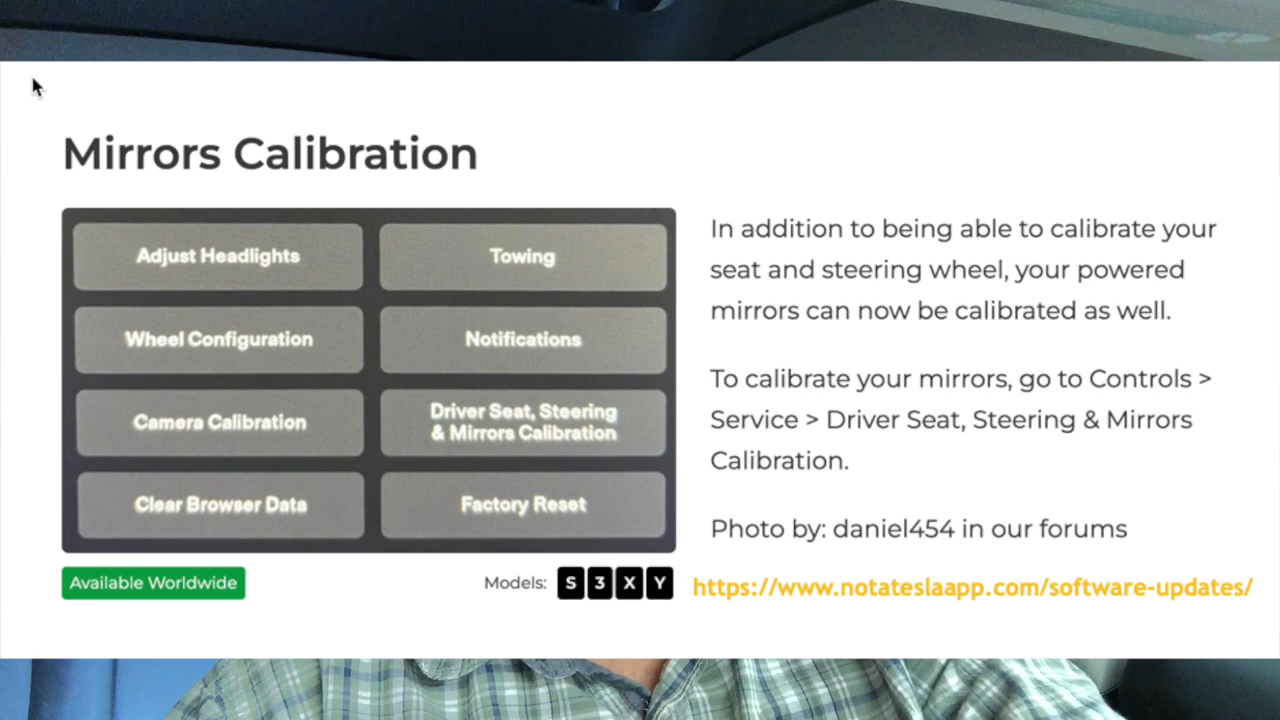 Mirrors Calibration
Adjust Headlights
Towing
Wheel Configuration
Notifications
Camera Calibration
Driver Seat, Steering
& Mirrors Calibration
Clear Browser Data
Factory Reset
Available Worldwide
Models: S 3 X Y
In addition to being able to calibrate your
seat and steering wheel, your powered
mirrors can now be calibrated as well.
To calibrate your mirrors, go to Controls >
Service > Driver Seat, Steering & Mirrors
Calibration.
Photo by: daniel454 in our forums
https://www.notateslaapp.com/software-updates/